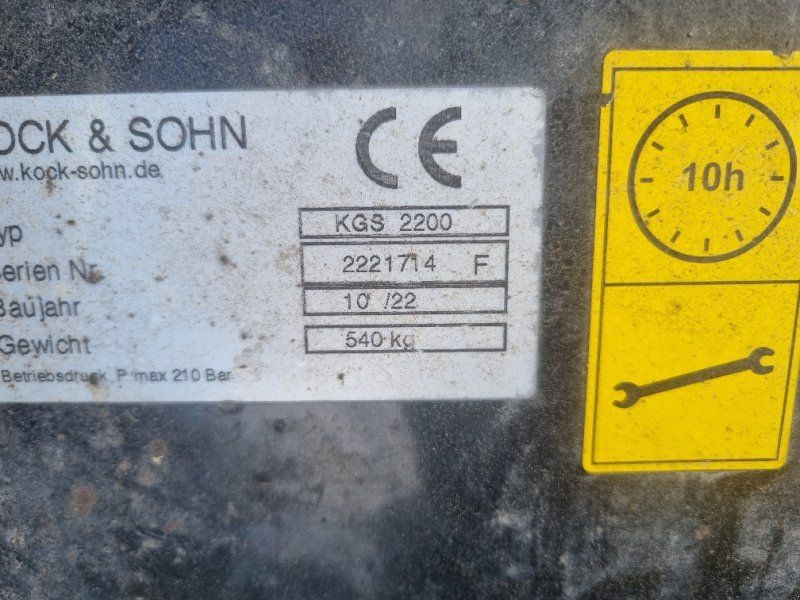 OCK & SOHN
w.kock-sohn.de
CE
yp KGS 2200
erien Nr 2221714 F
Baujahr 10 /22
Gewicht 540 kg
Betriebsdruck P max 210 Bar
10h